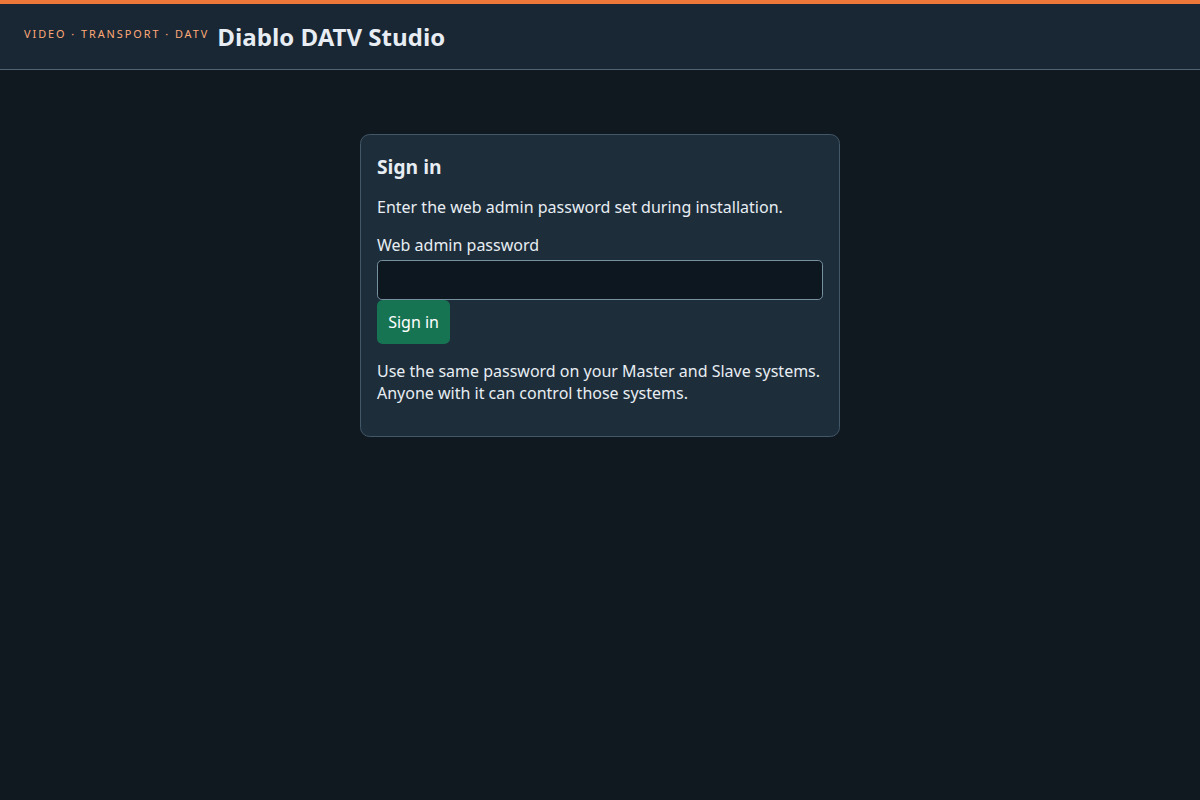 VIDEO · TRANSPORT · DATV Diablo DATV Studio
Sign in
Enter the web admin password set during installation.
Web admin password
Sign in
Use the same password on your Master and Slave systems.
Anyone with it can control those systems.